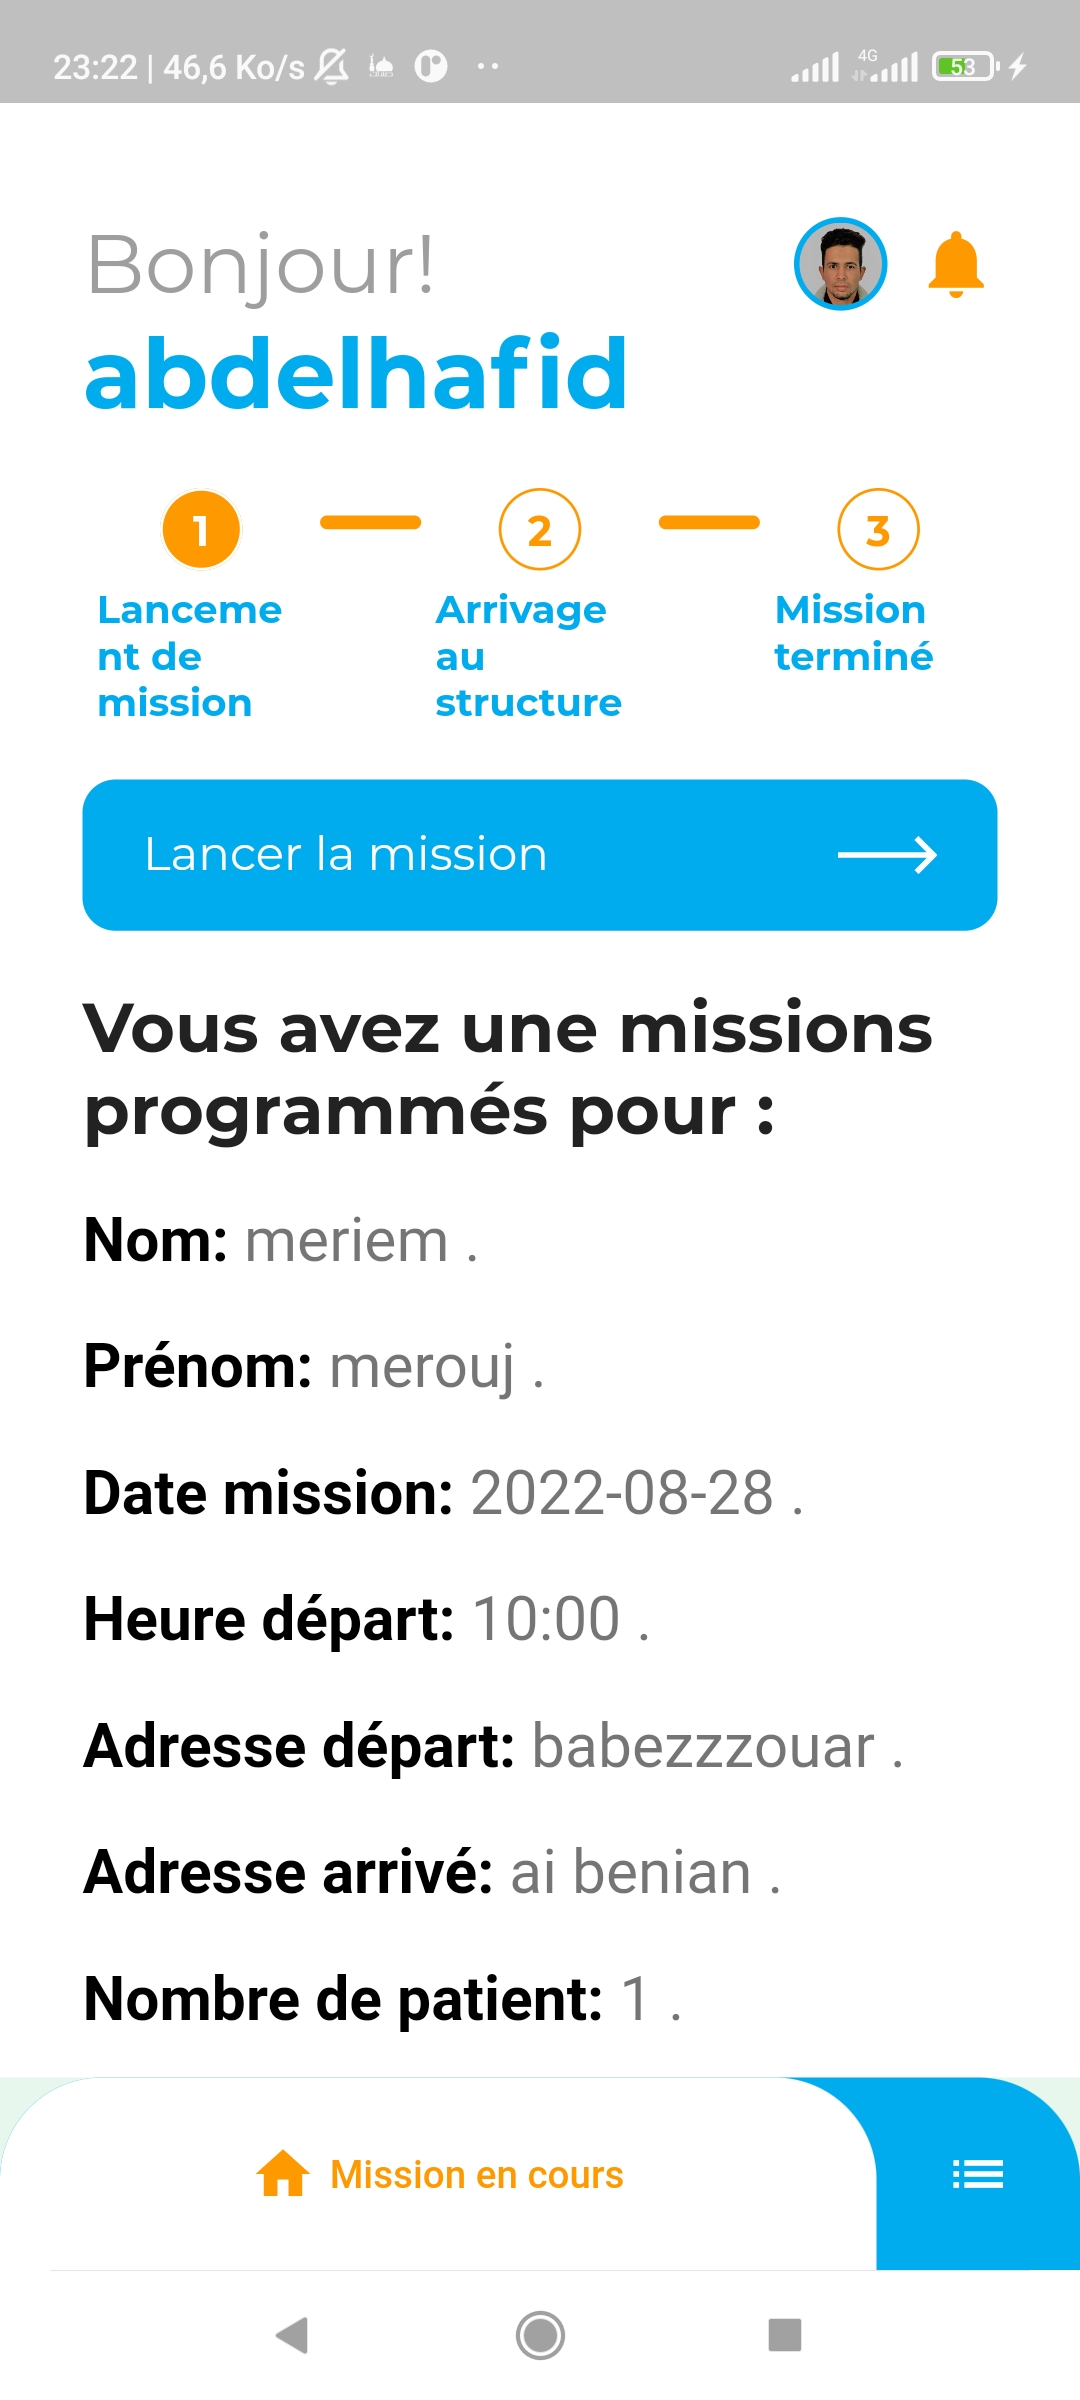 23:22 | 46,6 Ko/s
4G
53
Bonjour!
abdelhafid
1
2
3
Lanceme
nt de
mission
Arrivage
au
structure
Mission
terminé
Lancer la mission
Vous avez une missions
programmés pour :
Nom: meriem .
Prénom: merouj .
Date mission: 2022-08-28 .
Heure départ: 10:00 .
Adresse départ: babezzzouar .
Adresse arrivé: ai benian .
Nombre de patient: 1 .
Mission en cours